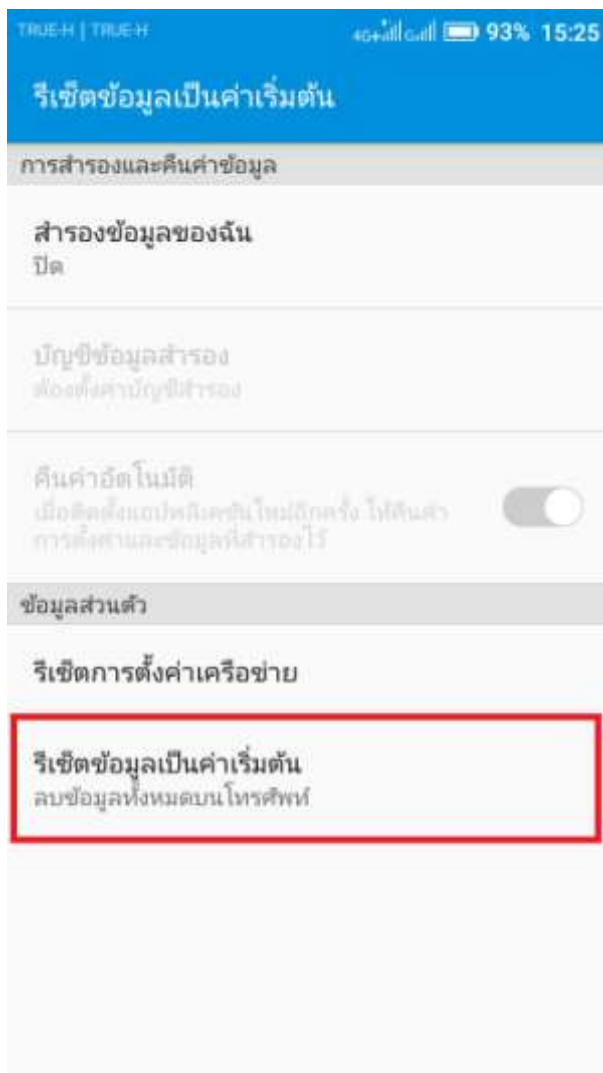 TRUE-H | TRUE-H 4G+ G 93% 15:25
รีเซ็ตข้อมูลเป็นค่าเริ่มต้น
การสำรองและคืนค่าข้อมูล
สำรองข้อมูลของฉัน
ปิด
บัญชีข้อมูลสำรอง
ต้องตั้งค่าบัญชีสำรอง
คืนค่าอัตโนมัติ
เมื่อติดตั้งแอปพลิเคชันใหม่อีกครั้ง ให้คืนค่า
การตั้งค่าและข้อมูลที่สำรองไว้
ข้อมูลส่วนตัว
รีเซ็ตการตั้งค่าเครือข่าย
รีเซ็ตข้อมูลเป็นค่าเริ่มต้น
ลบข้อมูลทั้งหมดบนโทรศัพท์